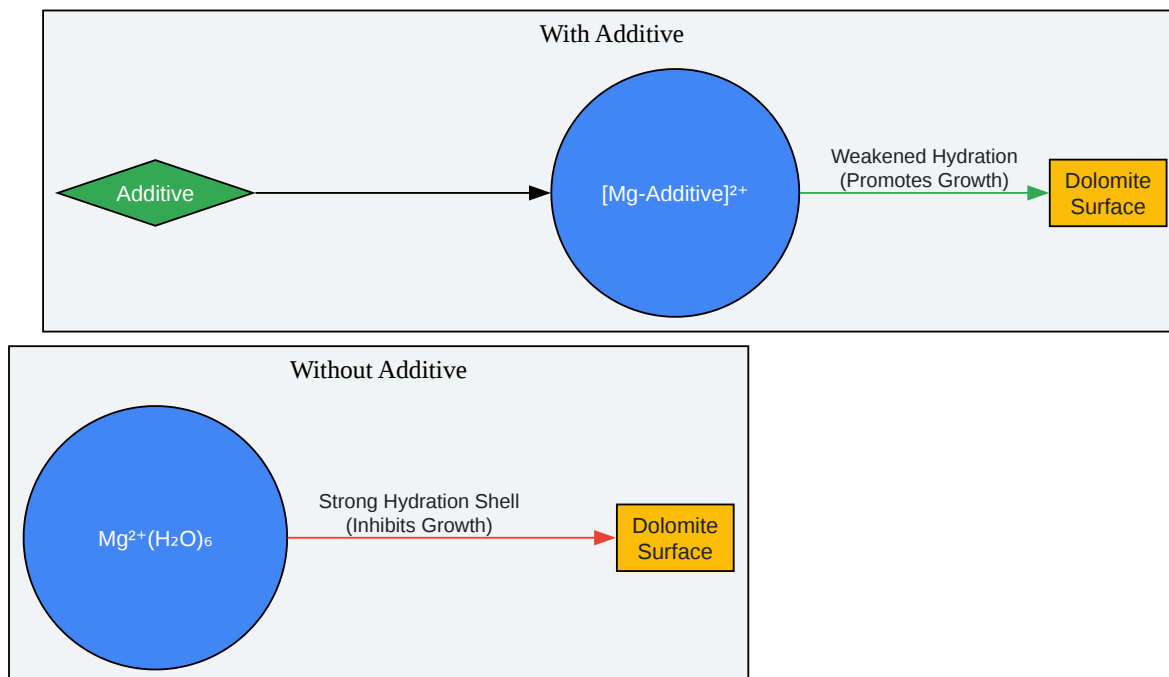 With Additive
Additive
[Mg-Additive]²⁺
Weakened Hydration
(Promotes Growth)
Dolomite
Surface
Without Additive
Mg²⁺(H₂O)₆
Strong Hydration Shell
(Inhibits Growth)
Dolomite
Surface